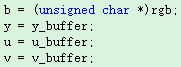 b = (unsigned char *)rgb;
y = y_buffer;
u = u_buffer;
v = v_buffer;